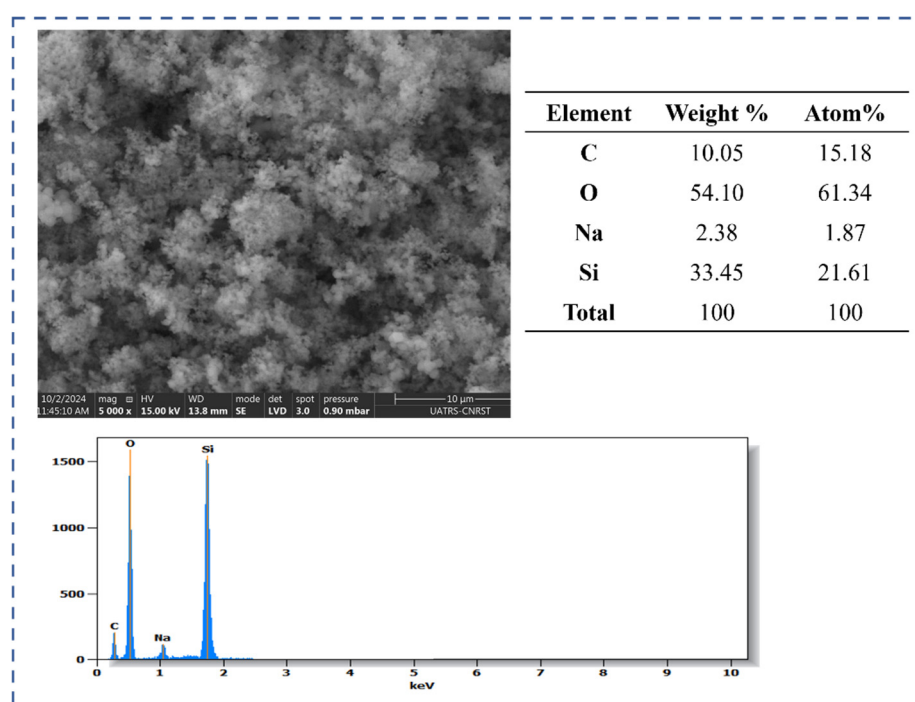 Element Weight % Atom%
C 10.05 15.18
O 54.10 61.34
Na 2.38 1.87
Si 33.45 21.61
Total 100 100
10/2/2024 mag HV WD mode det spot pressure 10 µm
11:45:10 AM 5 000 x 15.00 kV 13.8 mm SE LVD 3.0 0.90 mbar UATRS-CNRST
O
Si
1500
1000
500
C
Na
0
0 1 2 3 4 5 6 7 8 9 10
keV